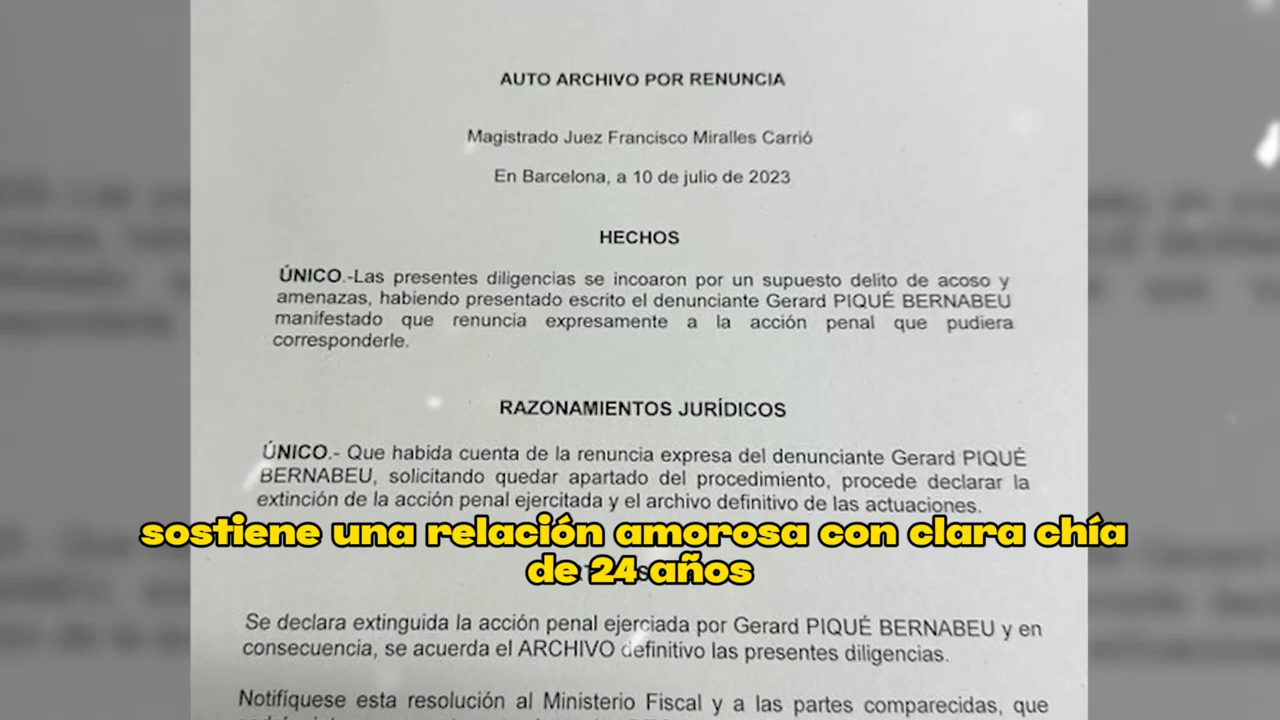 AUTO ARCHIVO POR RENUNCIA
Magistrado Juez Francisco Miralles Carrió
En Barcelona, a 10 de julio de 2023
HECHOS
ÚNICO.-Las presentes diligencias se incoaron por un supuesto delito de acoso y
amenazas, habiendo presentado escrito el denunciante Gerard PIQUÉ BERNABEU
manifestado que renuncia expresamente a la acción penal que pudiera
corresponderle.
RAZONAMIENTOS JURÍDICOS
ÚNICO.- Que habida cuenta de la renuncia expresa del denunciante Gerard PIQUÉ
BERNABEU, solicitando quedar apartado del procedimiento, procede declarar la
extinción de la acción penal ejercitada y el archivo definitivo de las actuaciones.
sostiene una relación amorosa con clara chía
de 24 años
Se declara extinguida la acción penal ejerciada por Gerard PIQUÉ BERNABEU y en
consecuencia, se acuerda el ARCHIVO definitivo las presentes diligencias.
Notifíquese esta resolución al Ministerio Fiscal y a las partes comparecidas, que